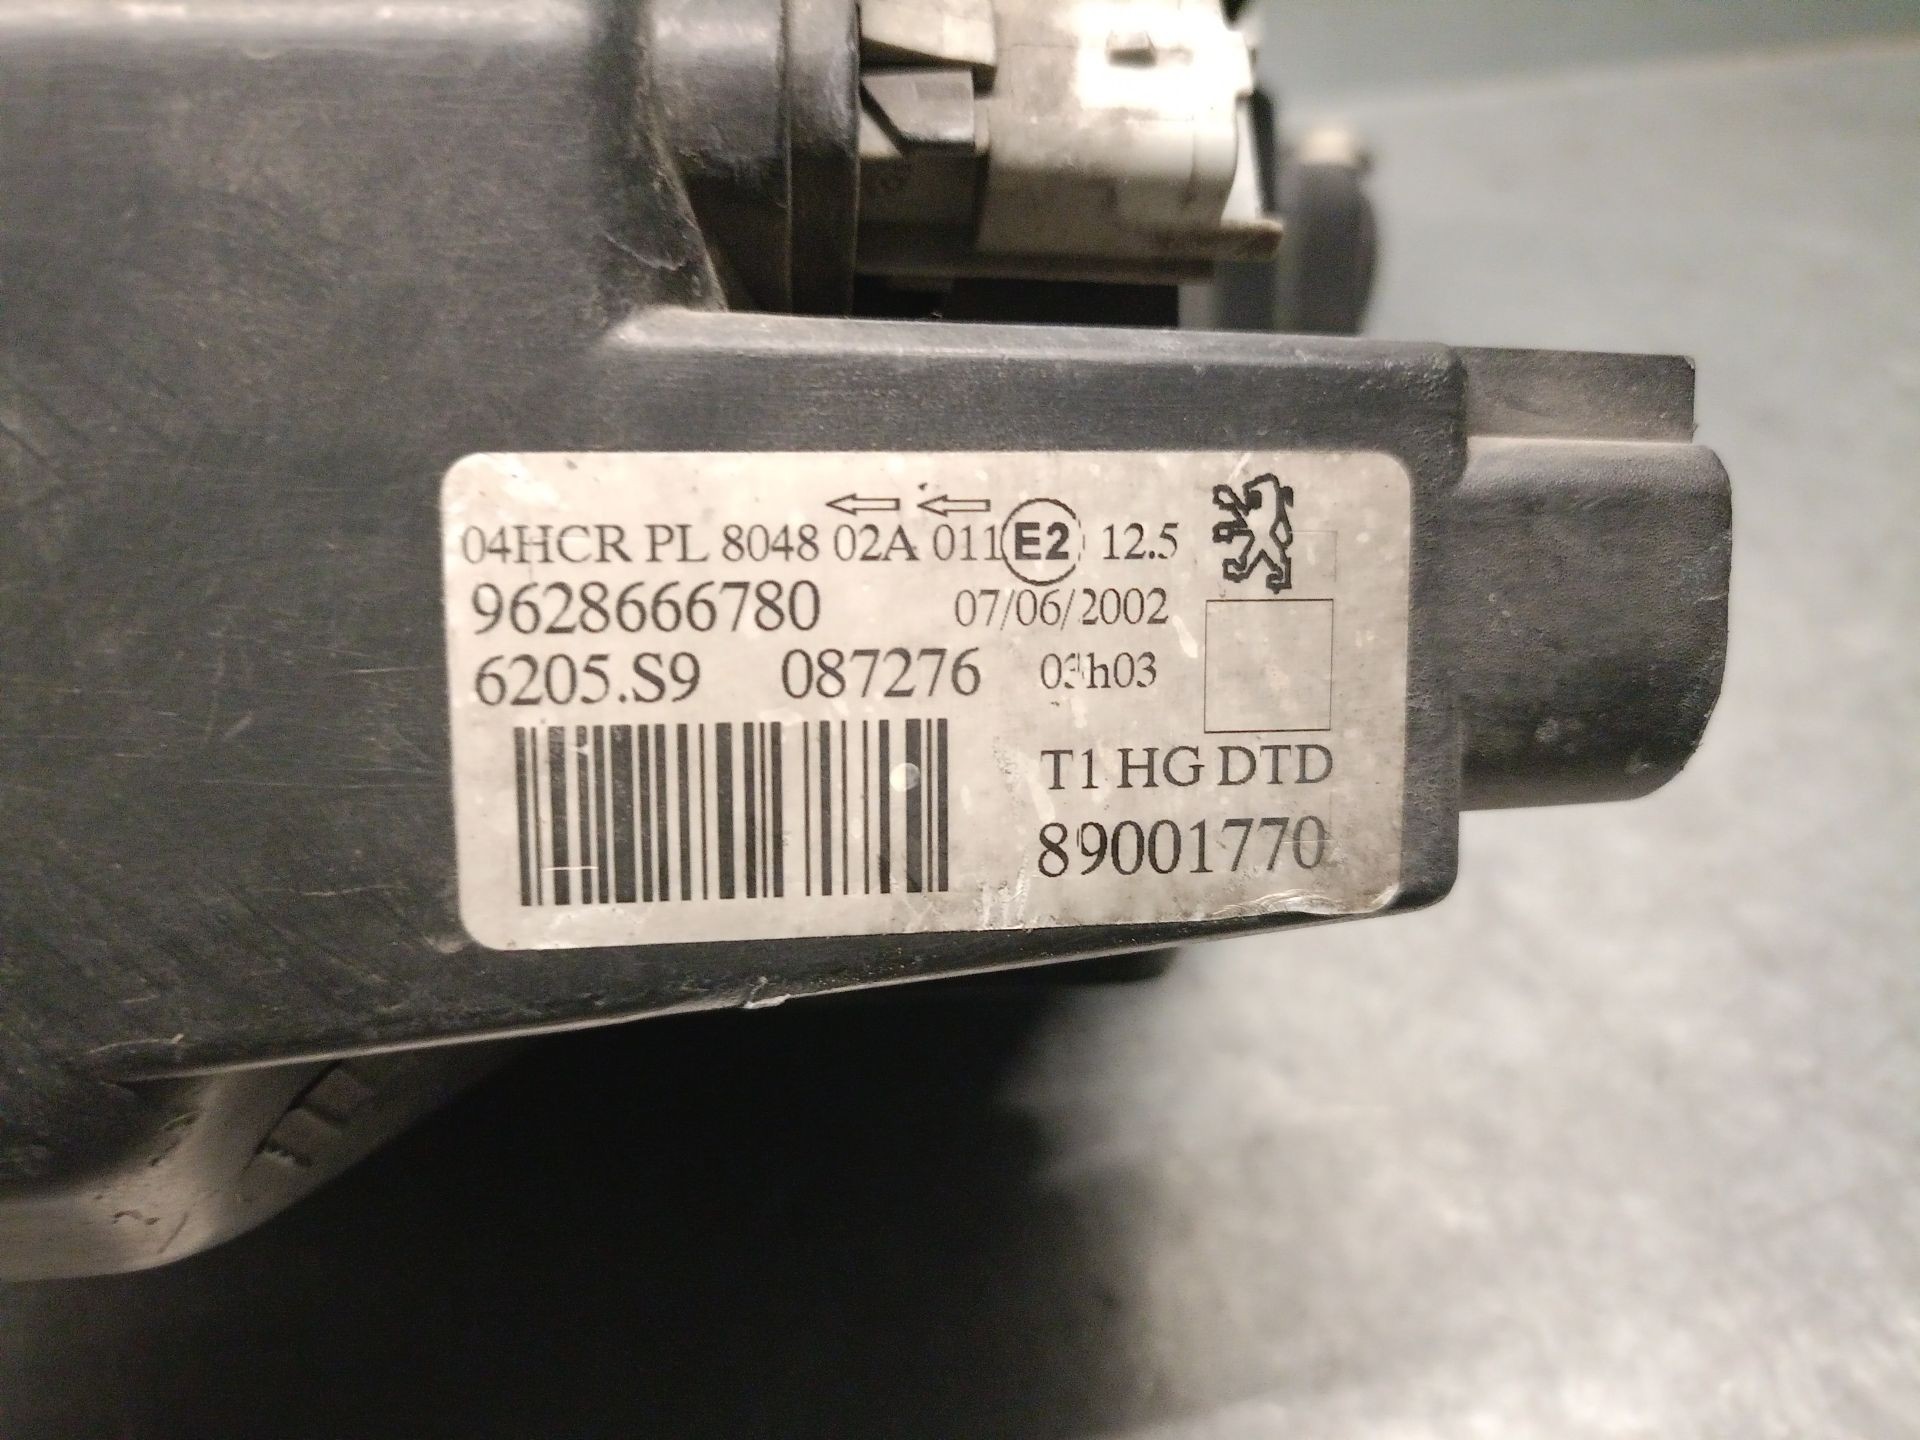 04HCR PL 8048 02A 011 E2 12.5
9628666780 07/06/2002
6205.S9 087276 03h03
T1 HG DTD
89001770